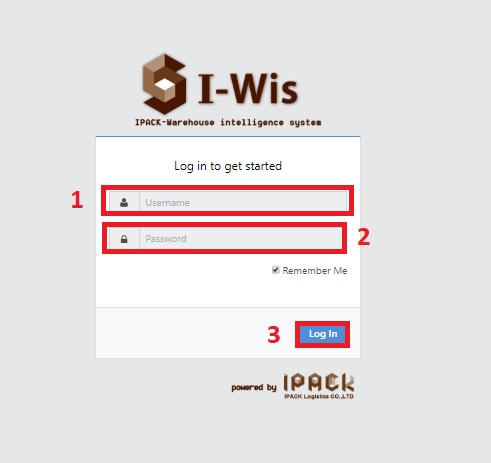 I-Wis
IPACK-Warehouse intelligence system
Log in to get started
1 Username
Password 2
Remember Me
3 Log In
powered by IPACK
IPACK Logistics CO.,LTD